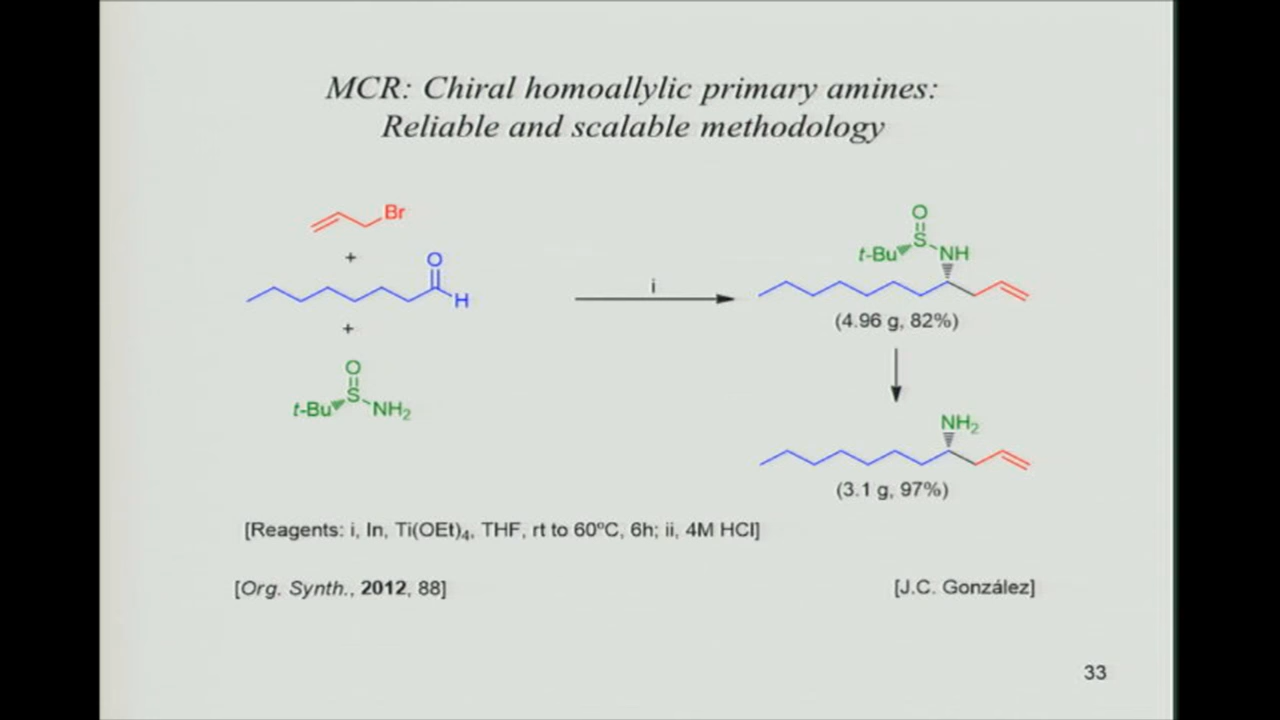 MCR: Chiral homoallylic primary amines:
Reliable and scalable methodology
Br
+
O
H
+
O
S
t-Bu
NH₂
i
O
S
t-Bu
NH
(4.96 g, 82%)
NH₂
(3.1 g, 97%)
[Reagents: i, In, Ti(OEt)₄, THF, rt to 60ºC, 6h; ii, 4M HCl]
[Org. Synth., 2012, 88]
[J.C. González]
33